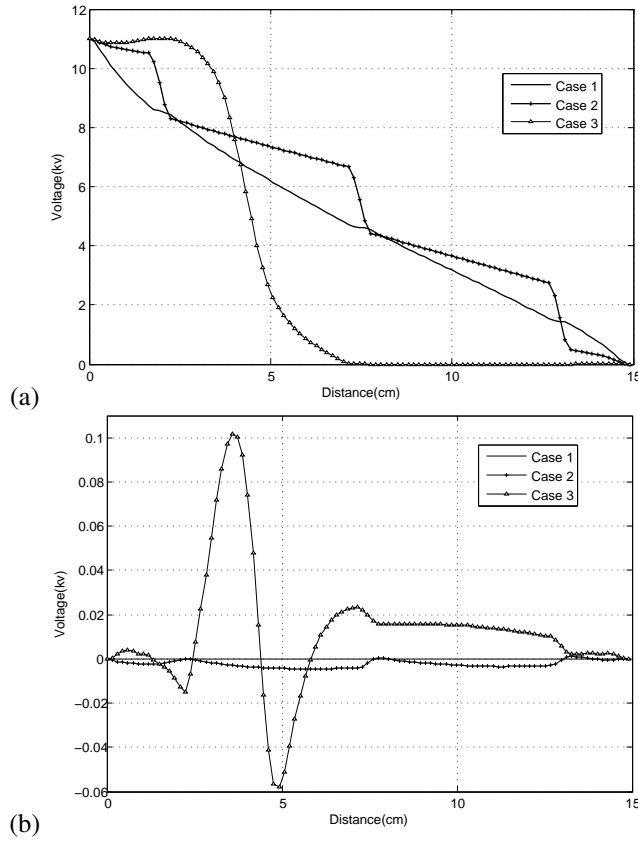 12
10
8
6
4
2
0
Voltage(kv)
Case 1
Case 2
Case 3
0
5
10
15
Distance(cm)
(a)
0.1
0.08
0.06
0.04
0.02
0
−0.02
−0.04
−0.06
Voltage(kv)
Case 1
Case 2
Case 3
0
5
10
15
Distance(cm)
(b)